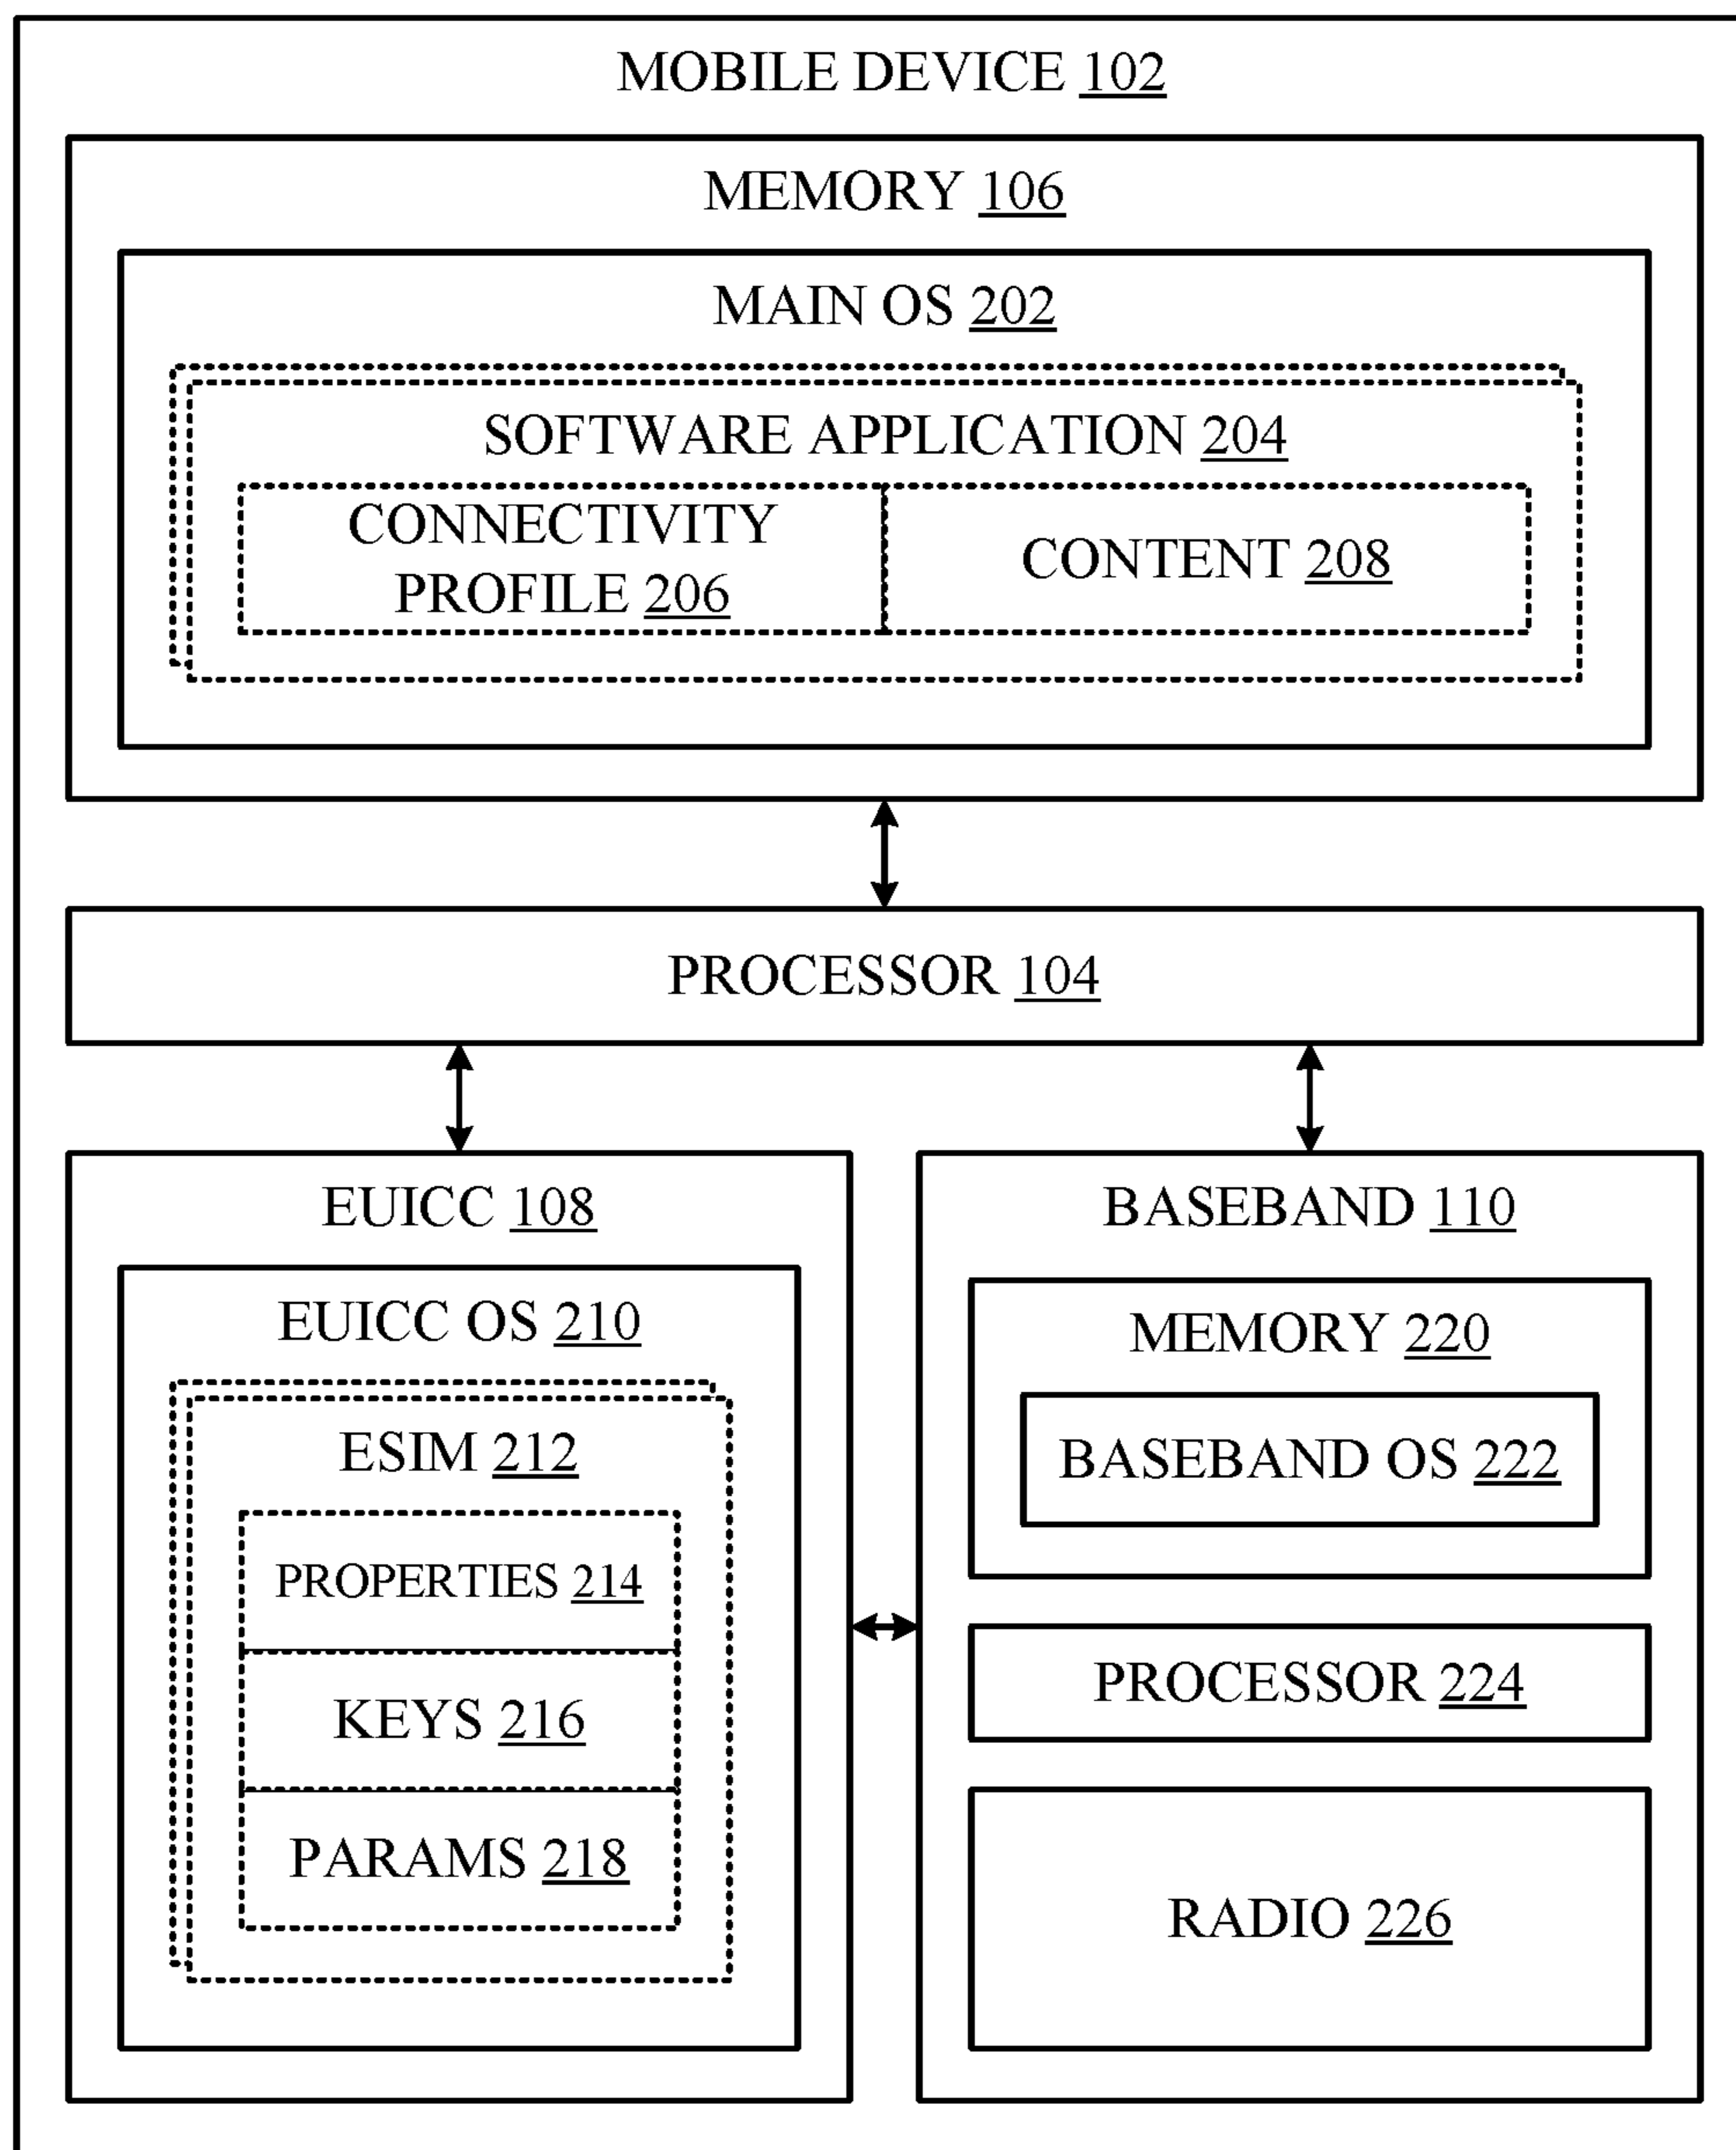 MOBILE DEVICE 102
MEMORY 106
MAIN OS 202
SOFTWARE APPLICATION 204
CONNECTIVITY
PROFILE 206
CONTENT 208
PROCESSOR 104
EUICC 108
EUICC OS 210
ESIM 212
PROPERTIES 214
KEYS 216
PARAMS 218
BASEBAND 110
MEMORY 220
BASEBAND OS 222
PROCESSOR 224
RADIO 226